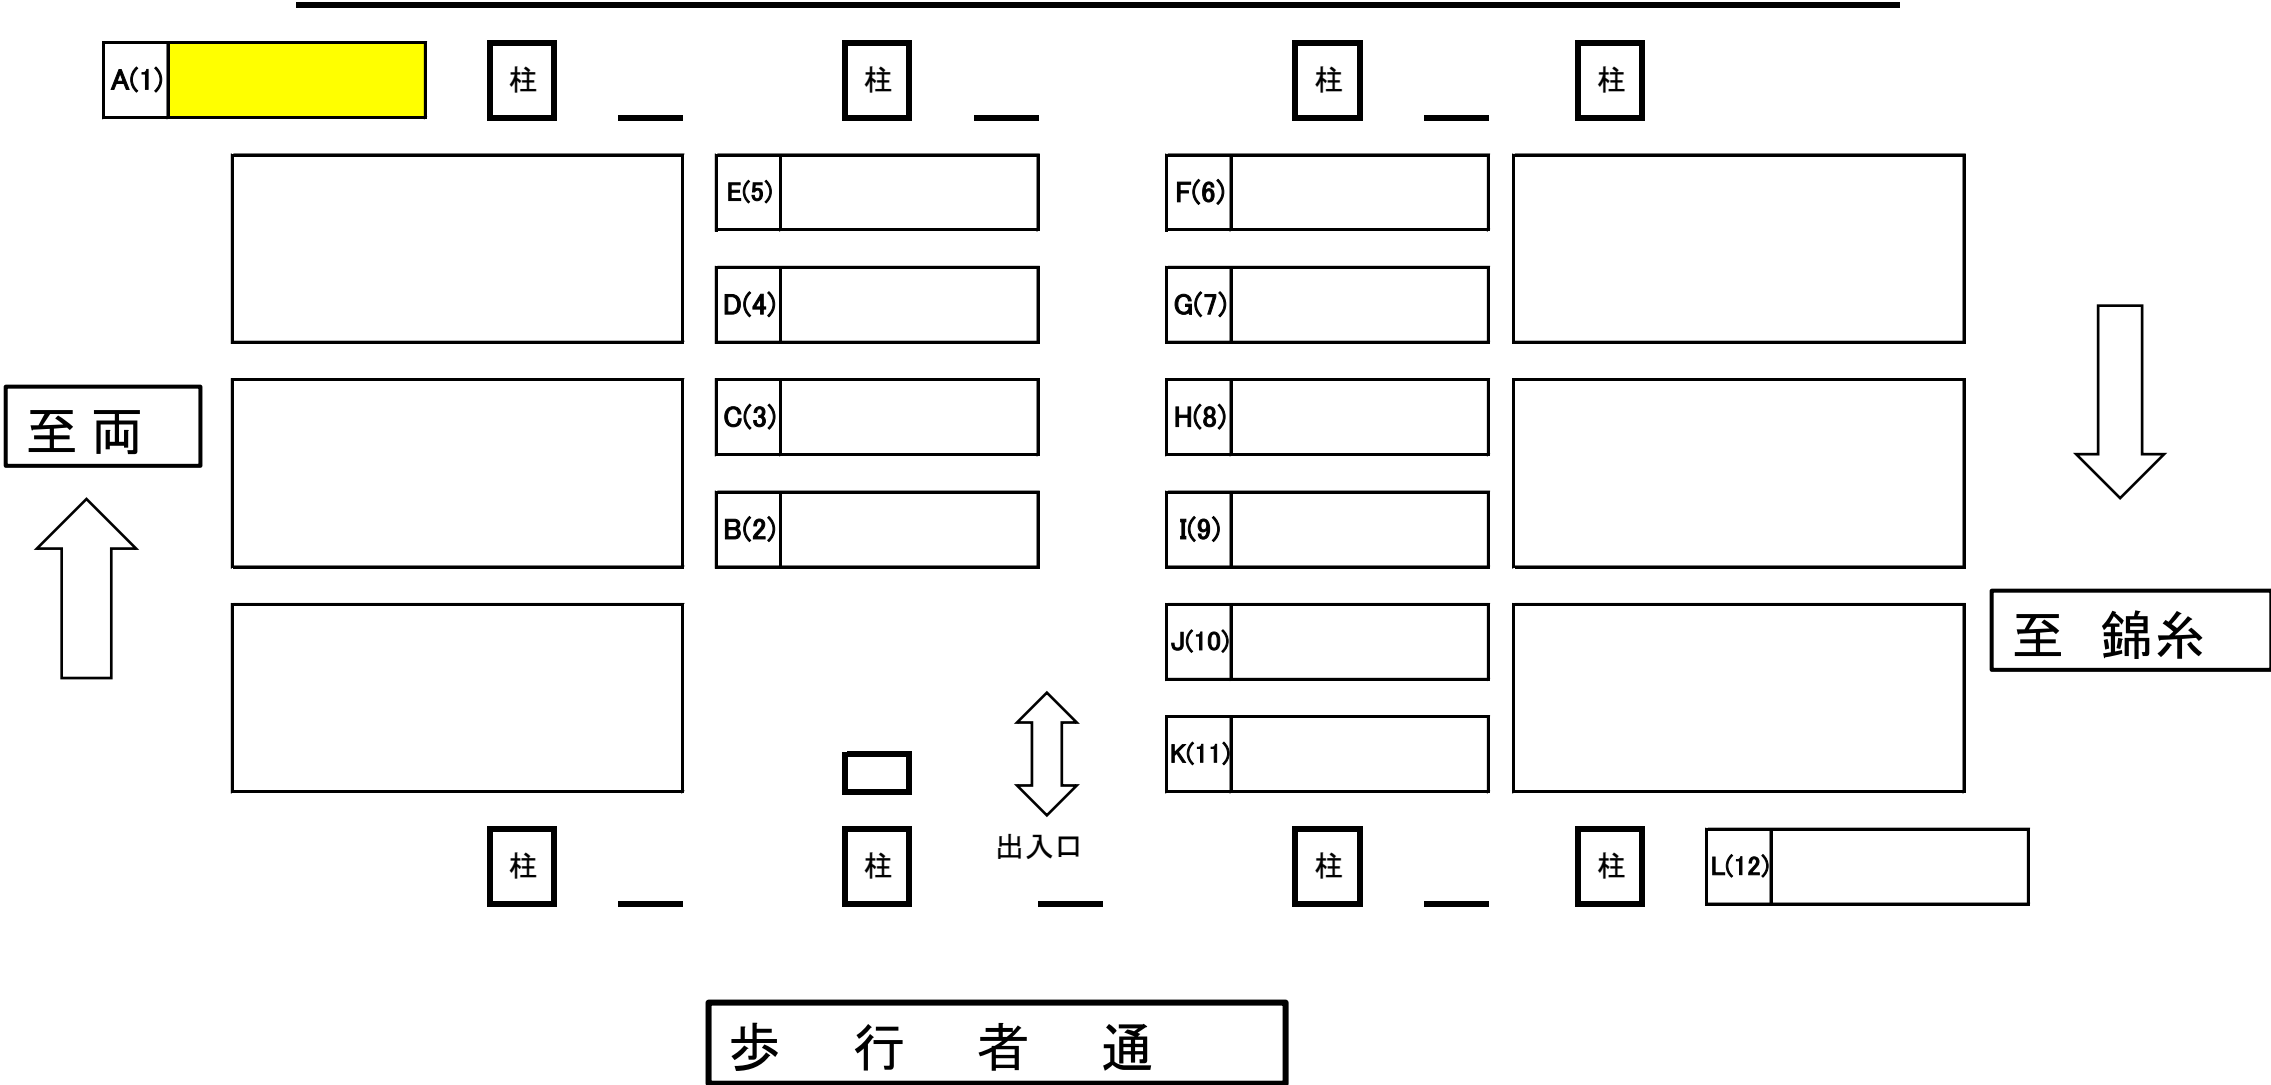 A(1) 柱 柱 柱 柱
E(5) F(6)
D(4) G(7)
至両 C(3) H(8)
B(2) I(9)
J(10) 至 錦糸
K(11)
出入口
柱 柱 柱 柱 L(12)
歩 行 者 通